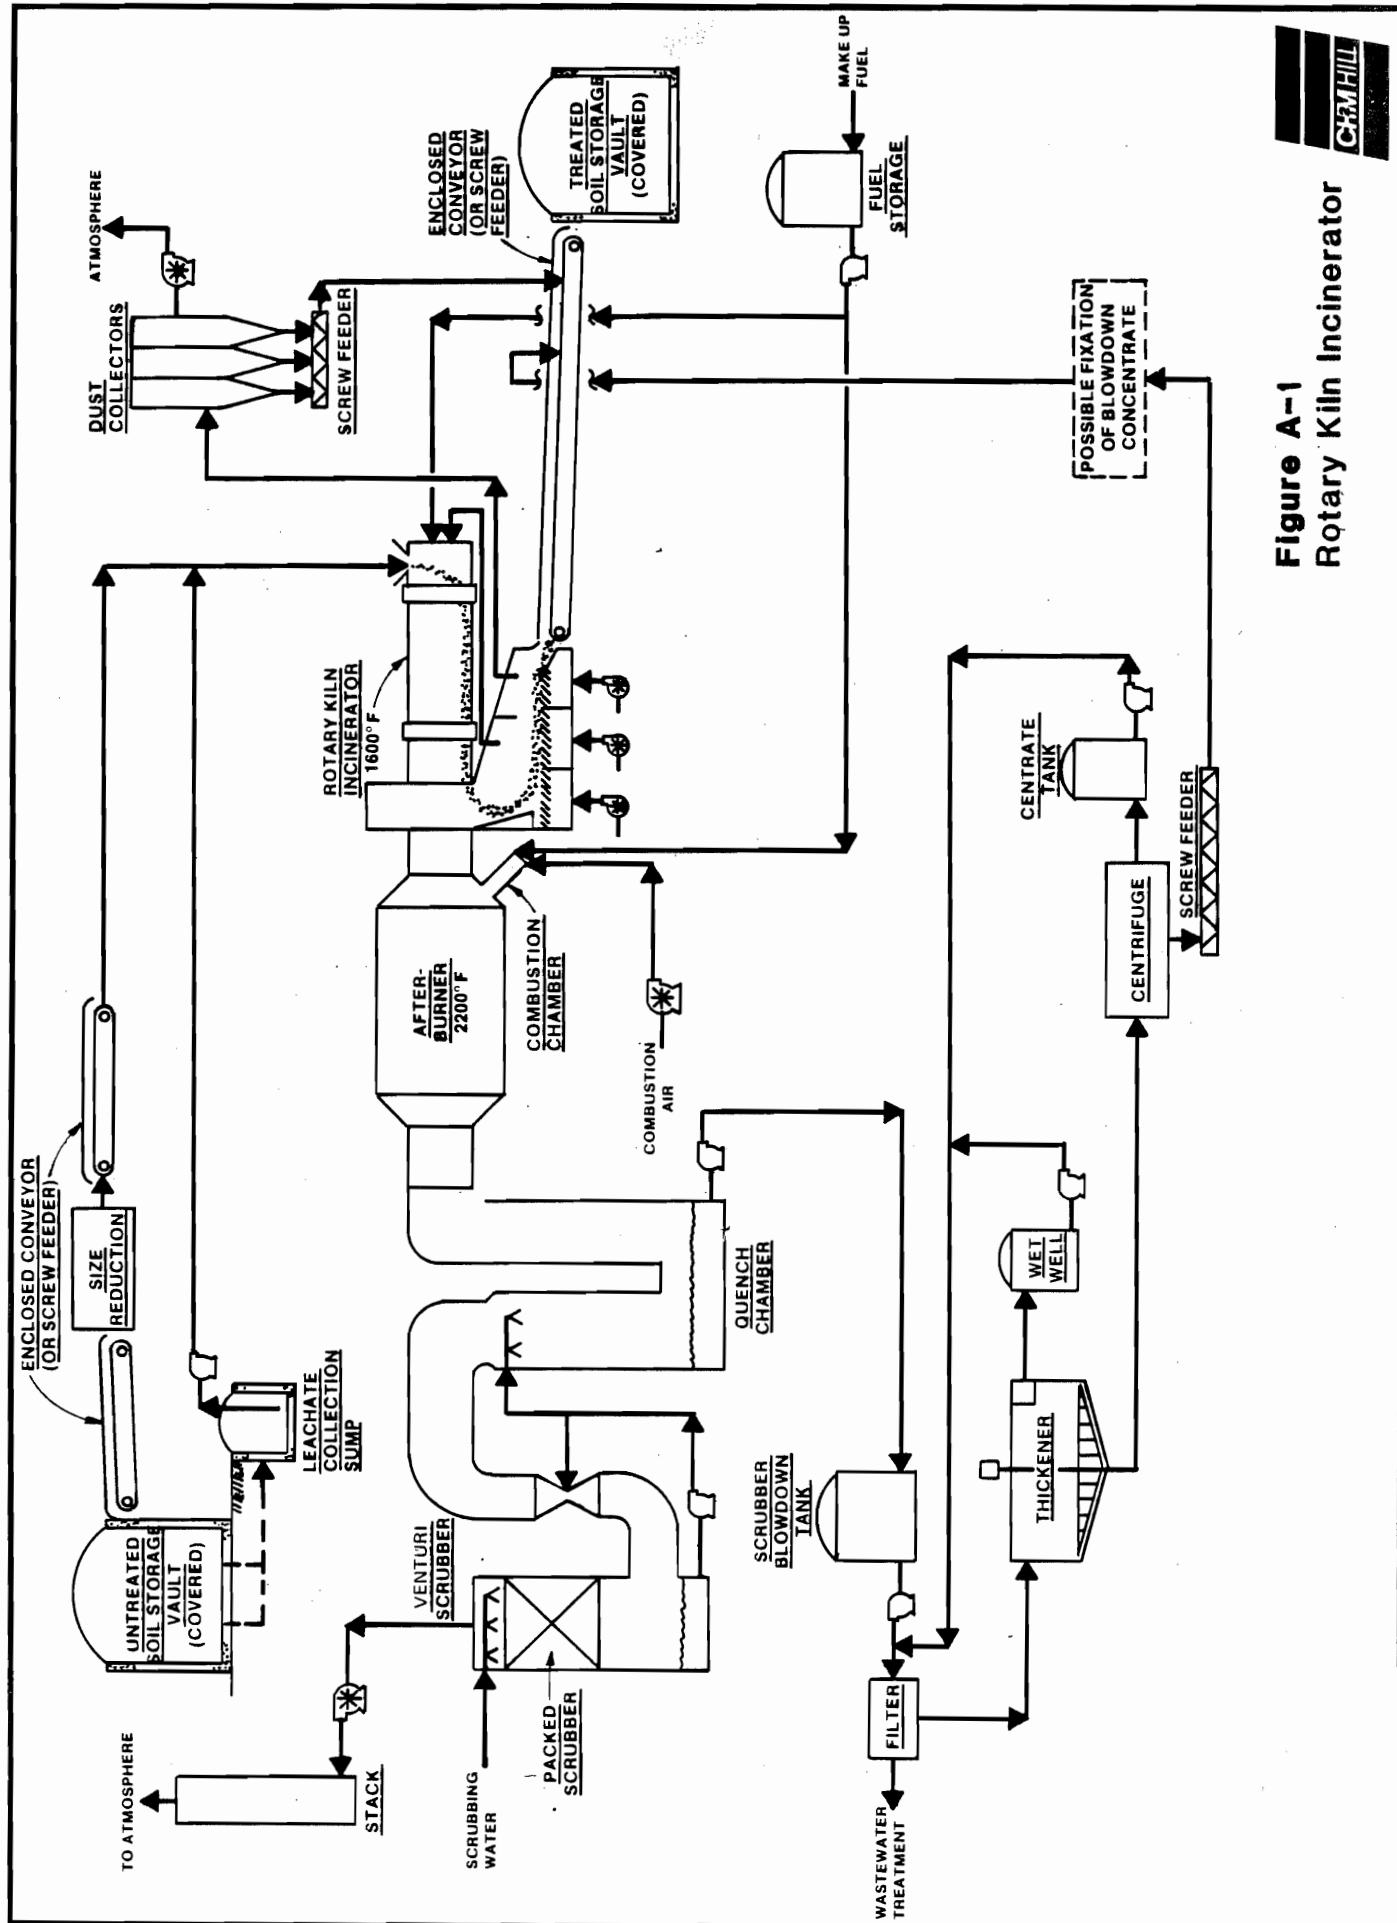 TO ATMOSPHERE
STACK
UNTREATED
SOIL STORAGE
VAULT
(COVERED)
ENCLOSED CONVEYOR
(OR SCREW FEEDER)
SIZE
REDUCTION
LEACHATE
COLLECTION
SUMP
SCRUBBING
WATER
PACKED
SCRUBBER
VENTURI
SCRUBBER
QUENCH
CHAMBER
AFTER-
BURNER
2200°F
COMBUSTION
CHAMBER
COMBUSTION
AIR
ROTARY KILN
INCINERATOR
1600°F
DUST
COLLECTORS
ATMOSPHERE
SCREW FEEDER
ENCLOSED
CONVEYOR
(OR SCREW
FEEDER)
TREATED
SOIL STORAGE
VAULT
(COVERED)
MAKE UP
FUEL
FUEL
STORAGE
WASTEWATER
TREATMENT
FILTER
SCRUBBER
BLOWDOWN
TANK
THICKENER
WET
WELL
CENTRIFUGE
CENTRATE
TANK
SCREW FEEDER
POSSIBLE FIXATION
OF BLOWDOWN
CONCENTRATE
Figure A-1
Rotary Kiln Incinerator
CH2M HILL